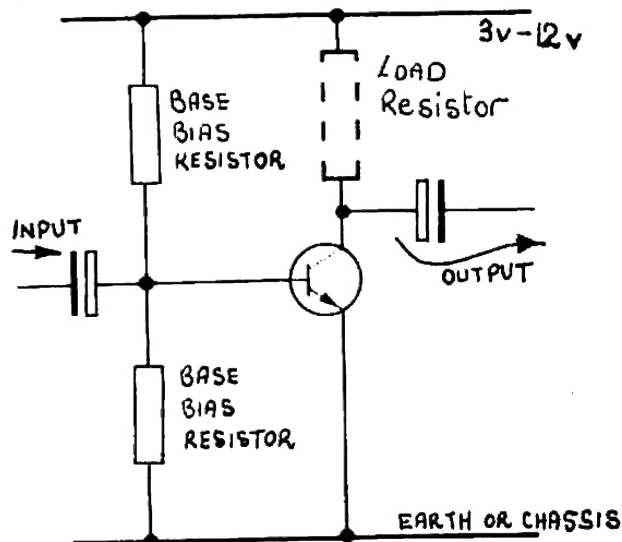 3v-12v
LOAD
Resistor
BASE
BIAS
RESISTOR
INPUT
OUTPUT
BASE
BIAS
RESISTOR
EARTH OR CHASSIS